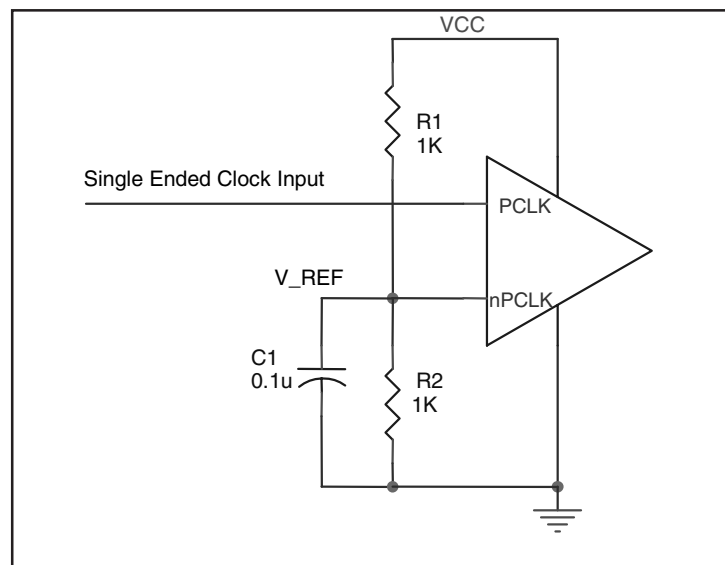 VCC
R1
1K
Single Ended Clock Input
PCLK
V_REF
nPCLK
C1
0.1u
R2
1K